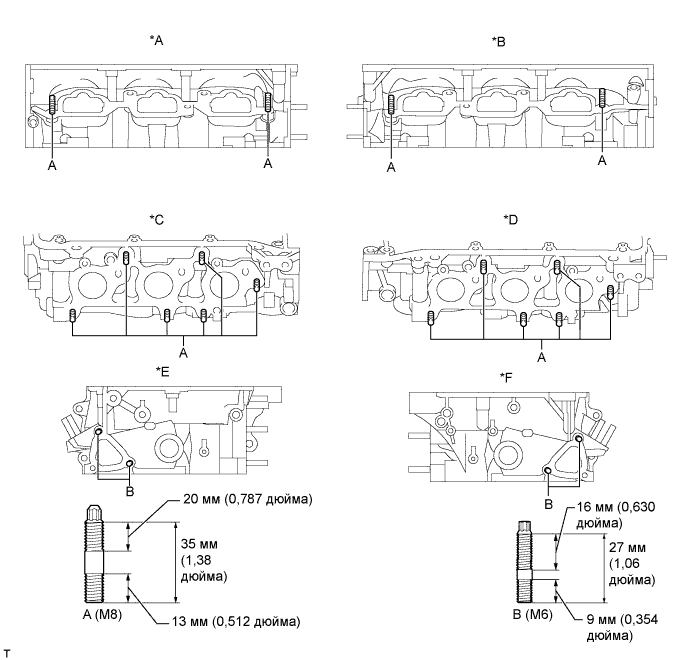 *A
*B
A
A
A
A
*C
*D
A
A
*E
*F
B
B
20 мм (0,787 дюйма)
35 мм
(1,38
дюйма)
13 мм (0,512 дюйма)
A (M8)
16 мм (0,630
дюйма)
27 мм
(1,06
дюйма)
9 мм (0,354
дюйма)
B (M6)
T